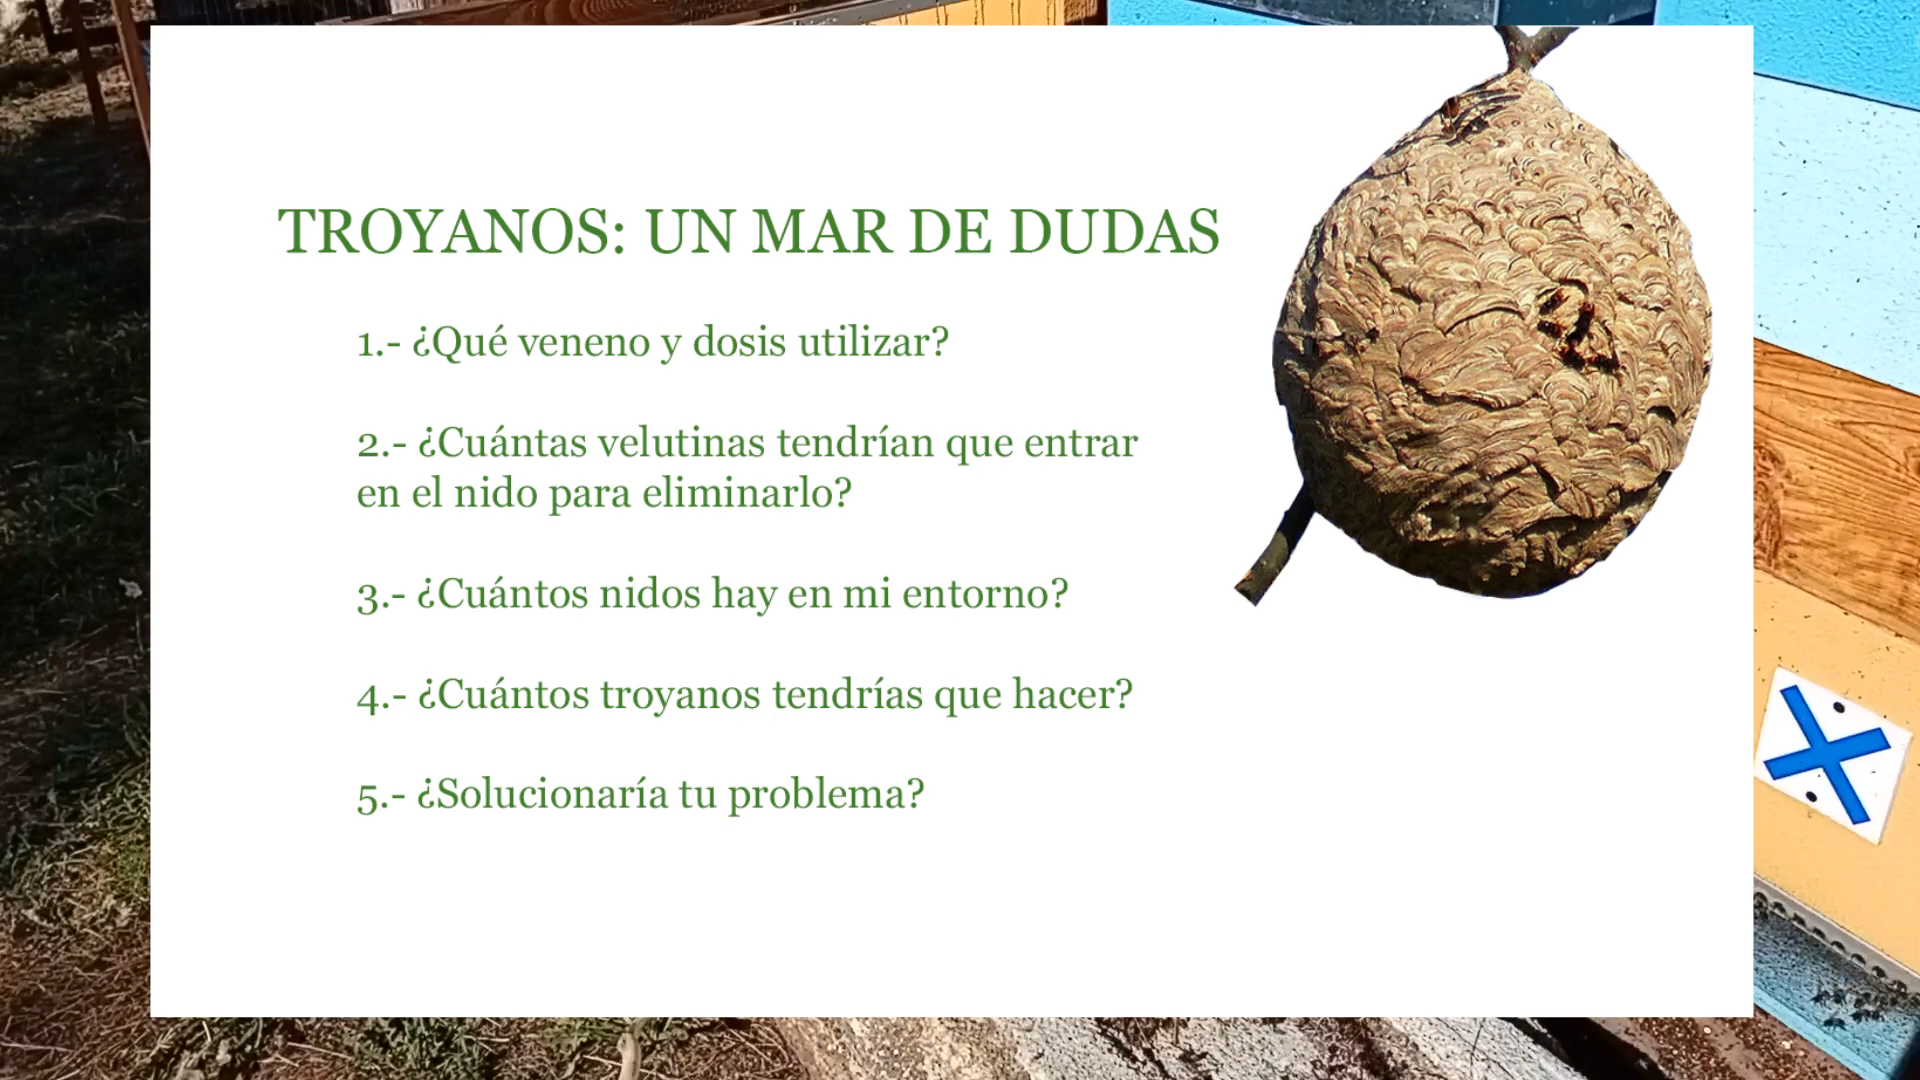 TROYANOS: UN MAR DE DUDAS
1.- ¿Qué veneno y dosis utilizar?
2.- ¿Cuántas velutinas tendrían que entrar
en el nido para eliminarlo?
3.- ¿Cuántos nidos hay en mi entorno?
4.- ¿Cuántos troyanos tendrías que hacer?
5.- ¿Solucionaría tu problema?